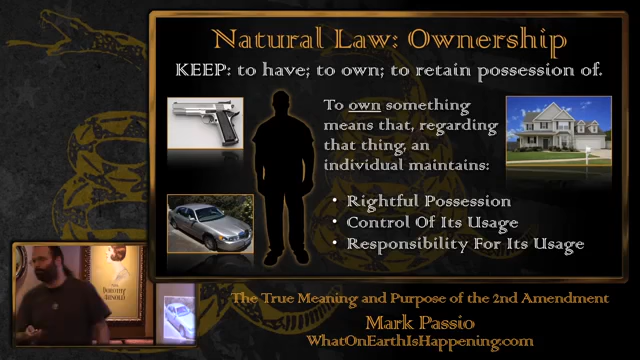 Natural Law: Ownership
KEEP: to have; to own; to retain possession of.
To own something
means that, regarding
that thing, an
individual maintains:
• Rightful Possession
• Control Of Its Usage
• Responsibility For Its Usage
DOROTHY
ARNOLD
The True Meaning and Purpose of the 2nd Amendment
Mark Passio
WhatOnEarthIsHappening.com